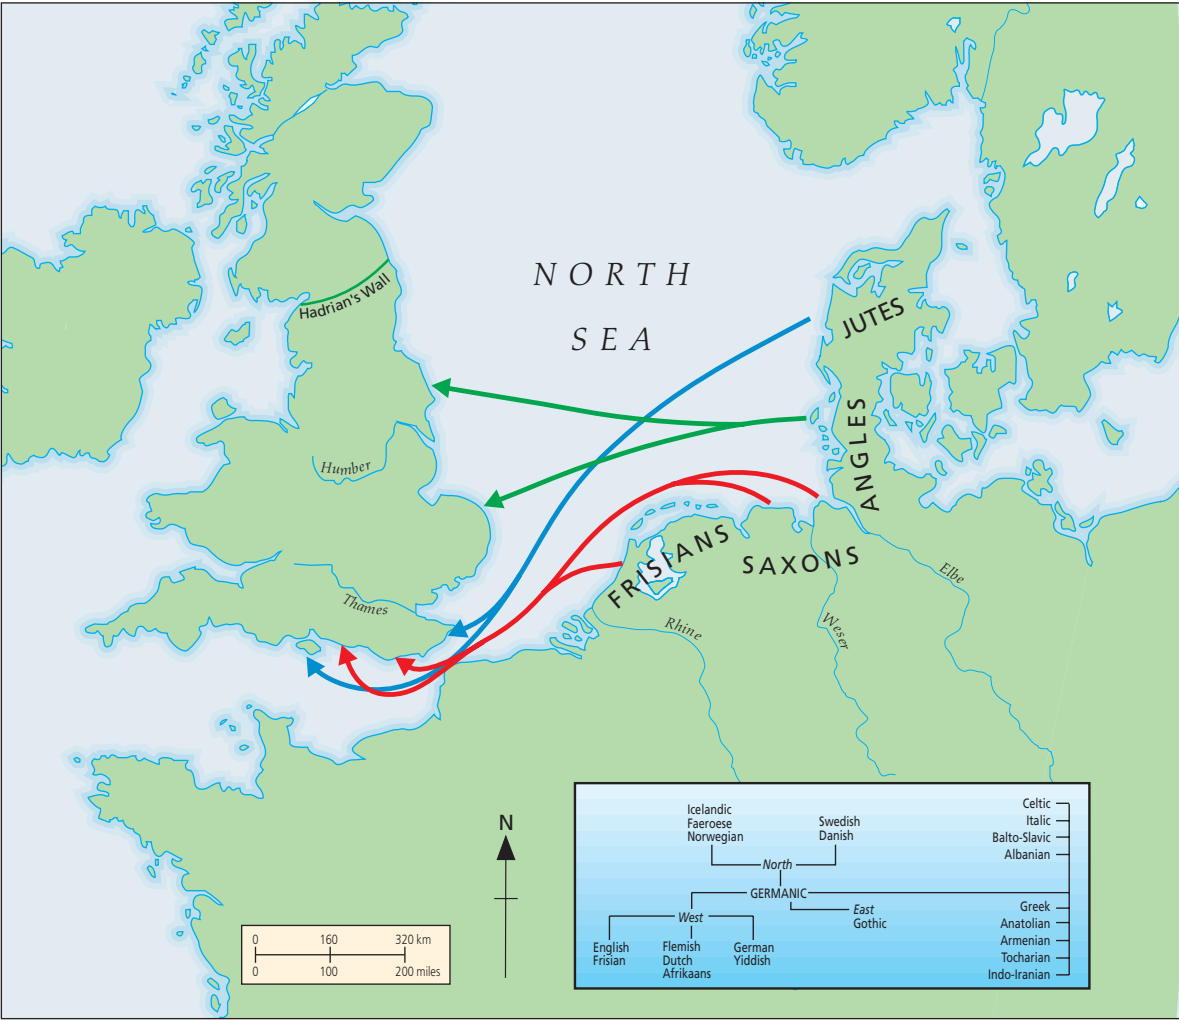 NORTH
SEA
Hadrian's Wall
JUTES
ANGLES
Humber
FRISIANS
SAXONS
Elbe
Thames
Rhine
Weser
N
0 160 320 km
0 100 200 miles
Icelandic
Faeroese
Norwegian
Swedish
Danish
North
GERMANIC
West
East
Gothic
English
Frisian
Flemish
Dutch
Afrikaans
German
Yiddish
Celtic
Italic
Balto-Slavic
Albanian
Greek
Anatolian
Armenian
Tocharian
Indo-Iranian